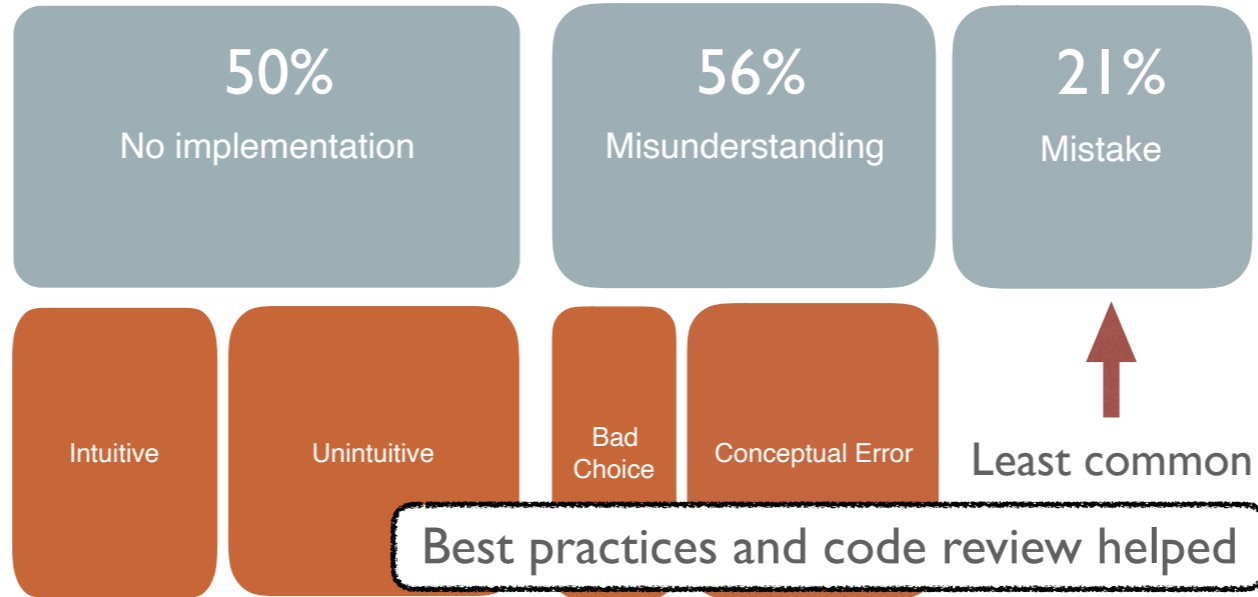 50%
No implementation
56%
Misunderstanding
21%
Mistake
Intuitive
Unintuitive
Bad
Choice
Conceptual Error
Least common
Best practices and code review helped